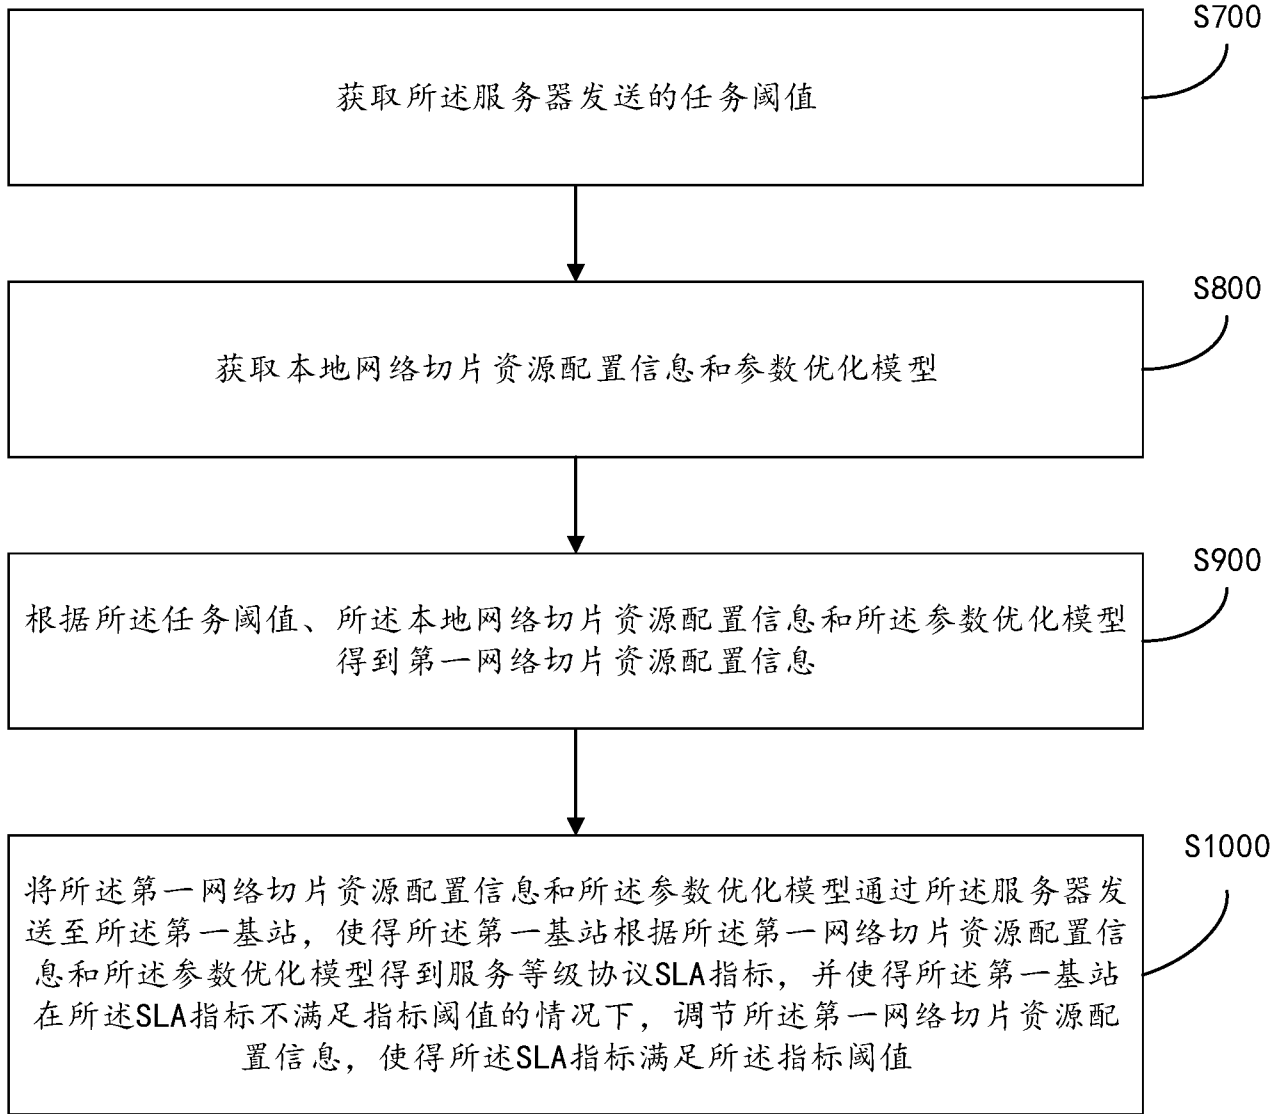 S700
获取所述服务器发送的任务阈值
S800
获取本地网络切片资源配置信息和参数优化模型
S900
根据所述任务阈值、所述本地网络切片资源配置信息和所述参数优化模型
得到第一网络切片资源配置信息
S1000
将所述第一网络切片资源配置信息和所述参数优化模型通过所述服务器发
送至所述第一基站，使得所述第一基站根据所述第一网络切片资源配置信
息和所述参数优化模型得到服务等级协议SLA指标，并使得所述第一基站
在所述SLA指标不满足指标阈值的情况下，调节所述第一网络切片资源配
置信息，使得所述SLA指标满足所述指标阈值